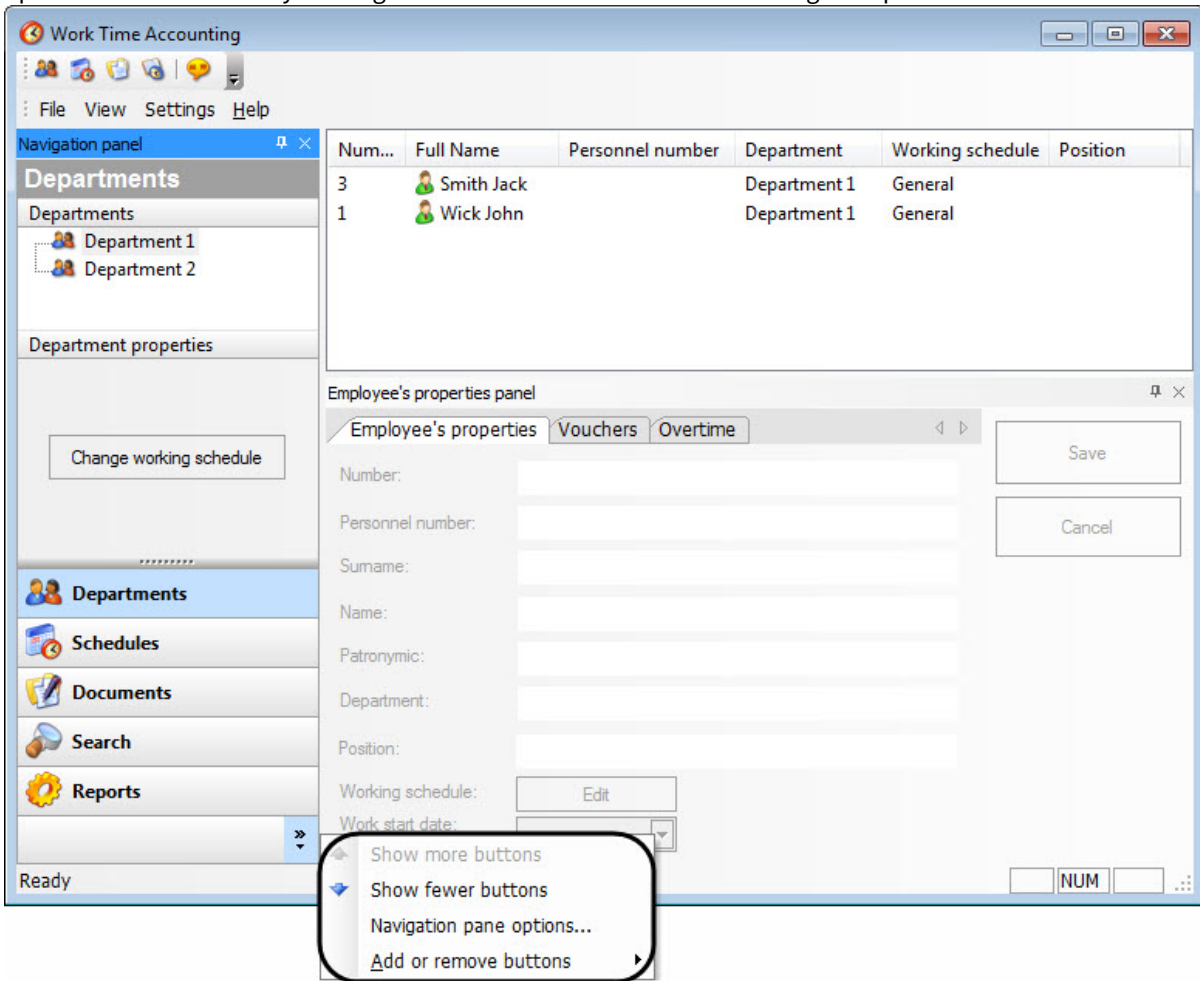 Work Time Accounting
File View Settings Help
Navigation panel
Departments
Departments
Department 1
Department 2
Department properties
Change working schedule
Departments
Schedules
Documents
Search
Reports
Ready
Num... Full Name Personnel number Department Working schedule Position
3 Smith Jack Department 1 General
1 Wick John Department 1 General
Employee's properties panel
Employee's properties Vouchers Overtime
Number:
Personnel number:
Surname:
Name:
Patronymic:
Department:
Position:
Working schedule: Edit
Work start date:
Save
Cancel
Show more buttons
Show fewer buttons
Navigation pane options...
Add or remove buttons
NUM